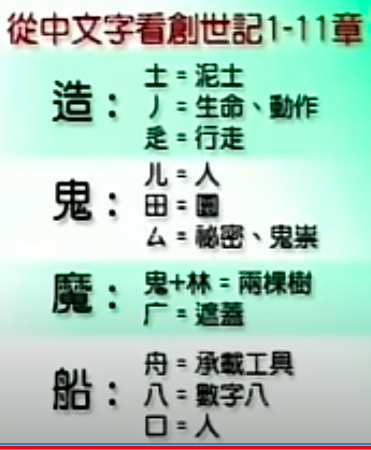 從中文字看創世記1-11章
造： 土 = 泥土
丿 = 生命、動作
辵 = 行走
鬼： 儿 = 人
田 = 園
厶 = 祕密、鬼祟
魔： 鬼+林 = 兩棵樹
广 = 遮蓋
船： 舟 = 承載工具
八 = 數字八
口 = 人